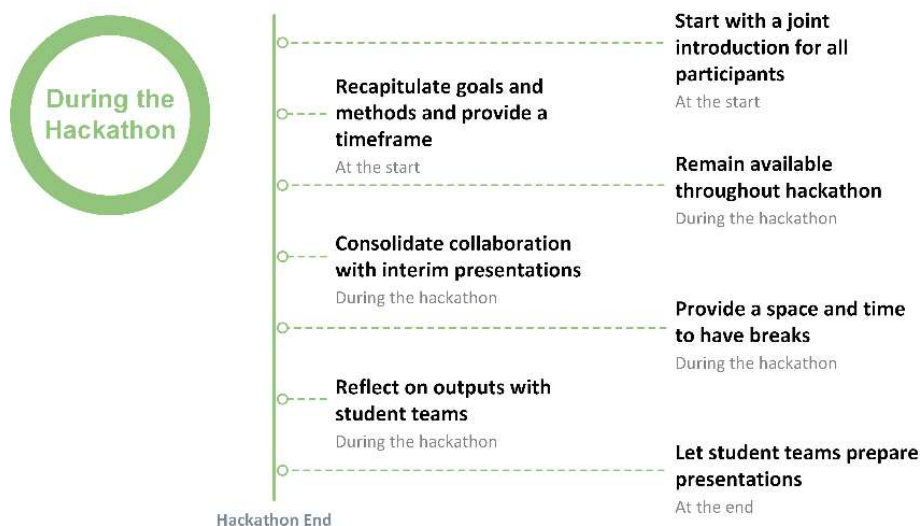 During the
Hackathon
Start with a joint
introduction for all
participants
At the start
Recapitulate goals and
methods and provide a
timeframe
At the start
Remain available
throughout hackathon
During the hackathon
Consolidate collaboration
with interim presentations
During the hackathon
Provide a space and time
to have breaks
During the hackathon
Reflect on outputs with
student teams
During the hackathon
Let student teams prepare
presentations
At the end
Hackathon End